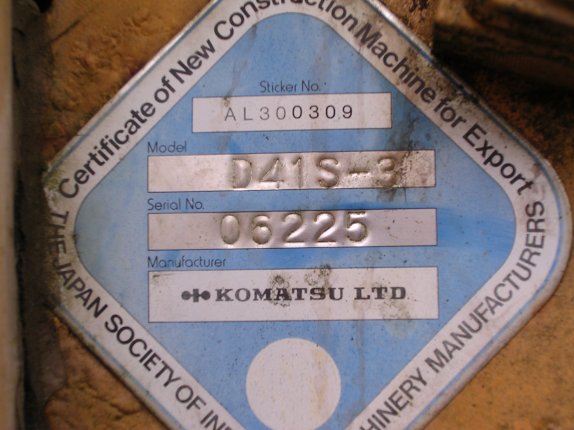 Certificate of New Construction Machine for Export
Sticker No.
AL300309
Model
D41S-3
Serial No.
06225
Manufacturer
KOMATSU LTD
THE JAPAN SOCIETY OF
MANUFACTURERS